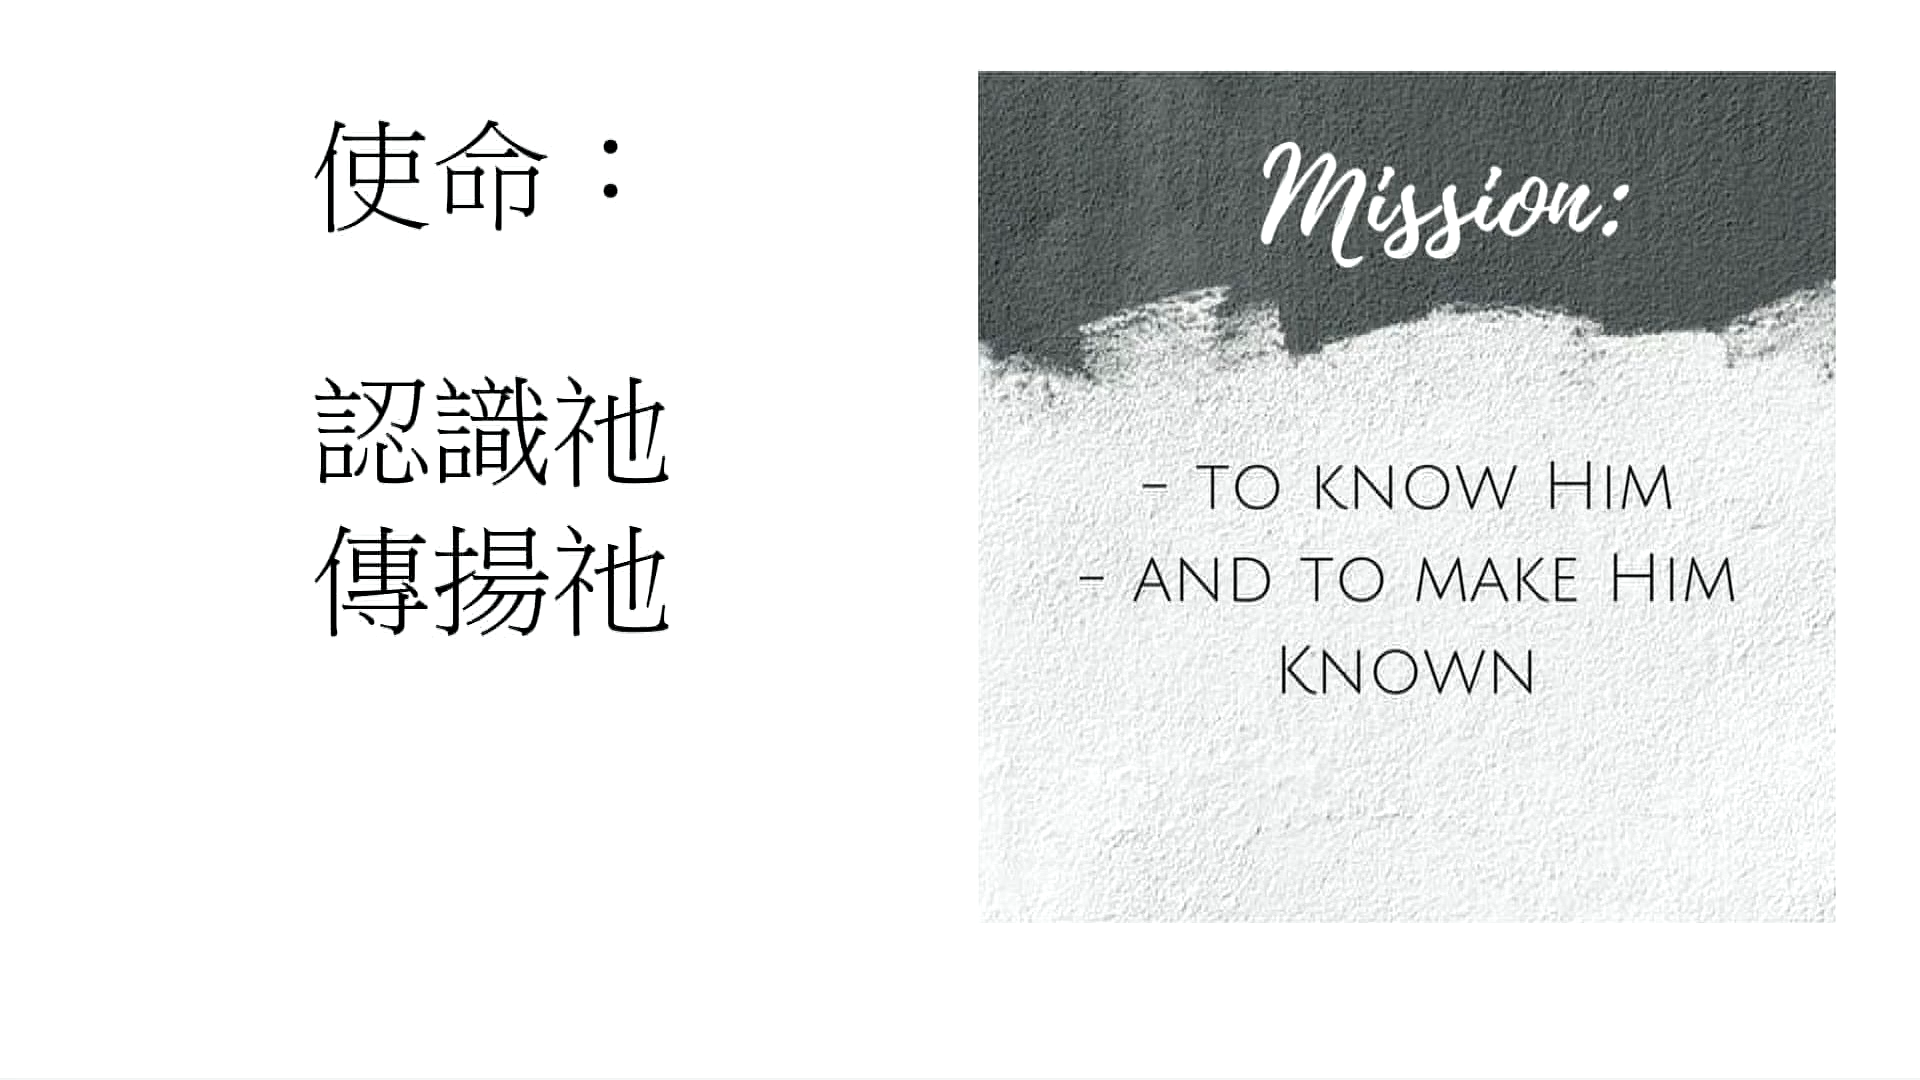 使命：
認識祂
傳揚祂
Mission:
- TO KNOW HIM
- AND TO MAKE HIM
KNOWN